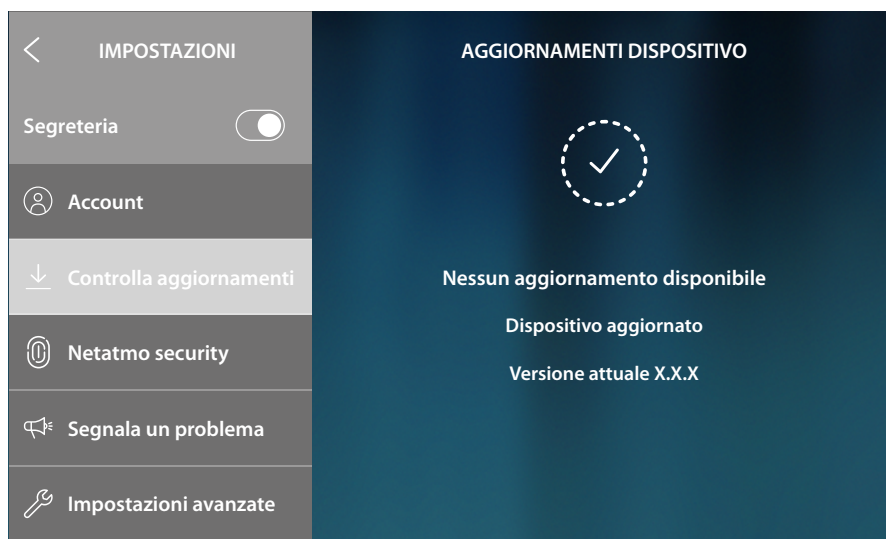 IMPOSTAZIONI
Segreteria
Account
Controlla aggiornamenti
Netatmo security
Segnala un problema
Impostazioni avanzate
AGGIORNAMENTI DISPOSITIVO
Nessun aggiornamento disponibile
Dispositivo aggiornato
Versione attuale X.X.X